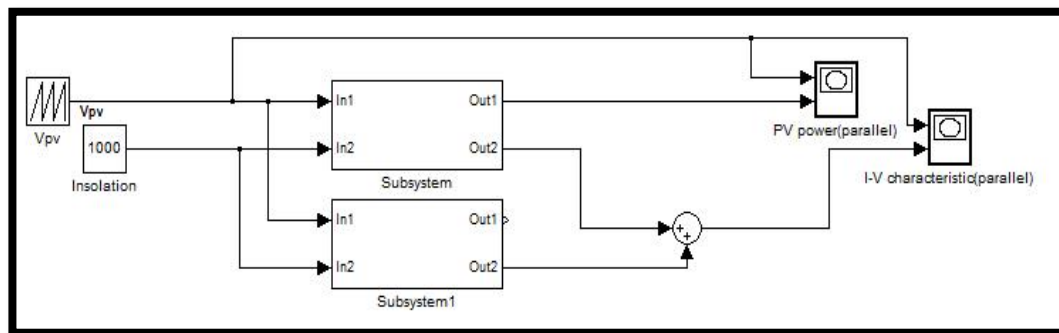 Vpv
Vpv
1000
Insolation
In1
Out1
In2
Out2
Subsystem
In1
Out1
In2
Out2
Subsystem1
PV power(parallel)
I-V characteristic(parallel)
+
+